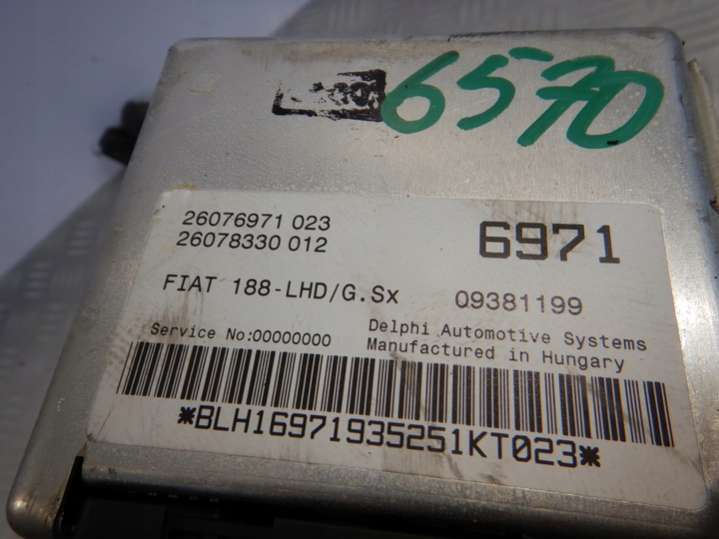 6570
26076971 023
6971
26078330 012
FIAT 188-LHD/G.Sx 09381199
Service No:00000000 Delphi Automotive Systems
Manufactured in Hungary
*BLH16971935251KT023*